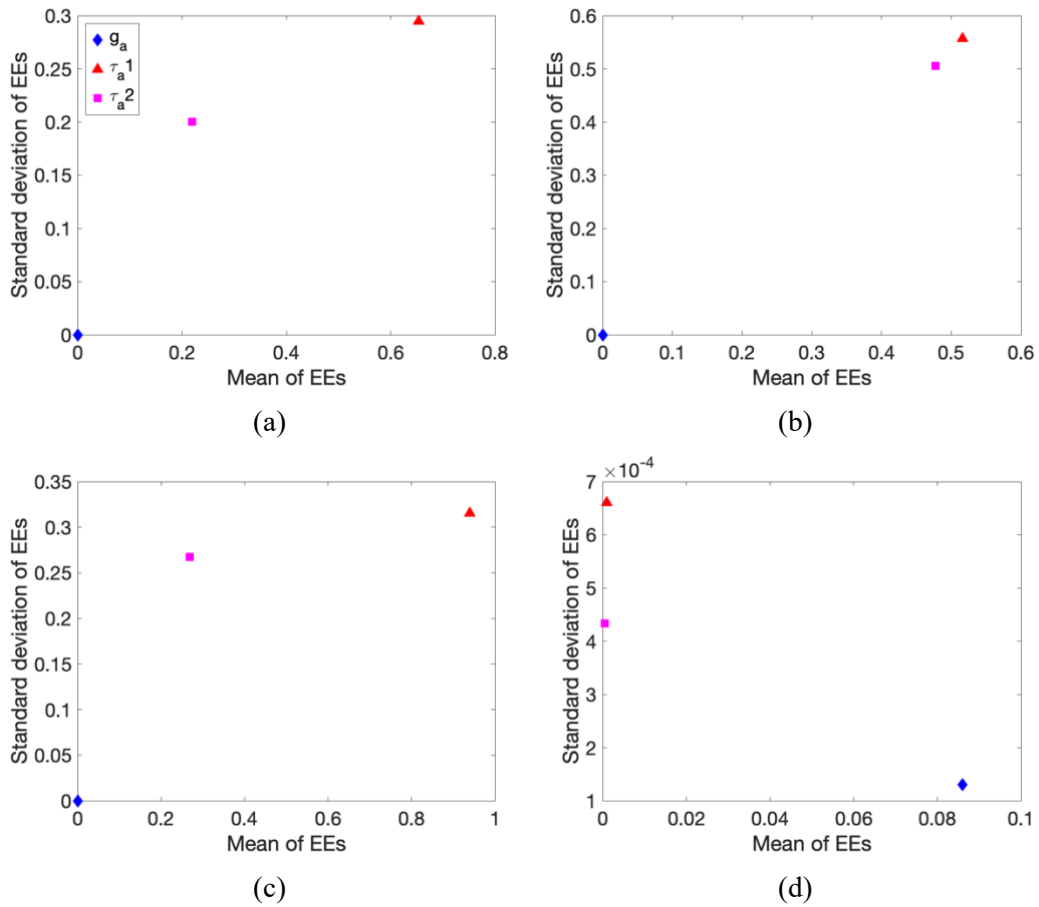 0.3
0.25
0.2
0.15
0.1
0.05
0
Standard deviation of EEs
g_a
τ_a1
τ_a2
0 0.2 0.4 0.6 0.8
Mean of EEs
(a)
0.6
0.5
0.4
0.3
0.2
0.1
0
Standard deviation of EEs
0 0.1 0.2 0.3 0.4 0.5 0.6
Mean of EEs
(b)
0.35
0.3
0.25
0.2
0.15
0.1
0.05
0
Standard deviation of EEs
0 0.2 0.4 0.6 0.8 1
Mean of EEs
(c)
×10⁻⁴
7
6
5
4
3
2
1
Standard deviation of EEs
0 0.02 0.04 0.06 0.08 0.1
Mean of EEs
(d)